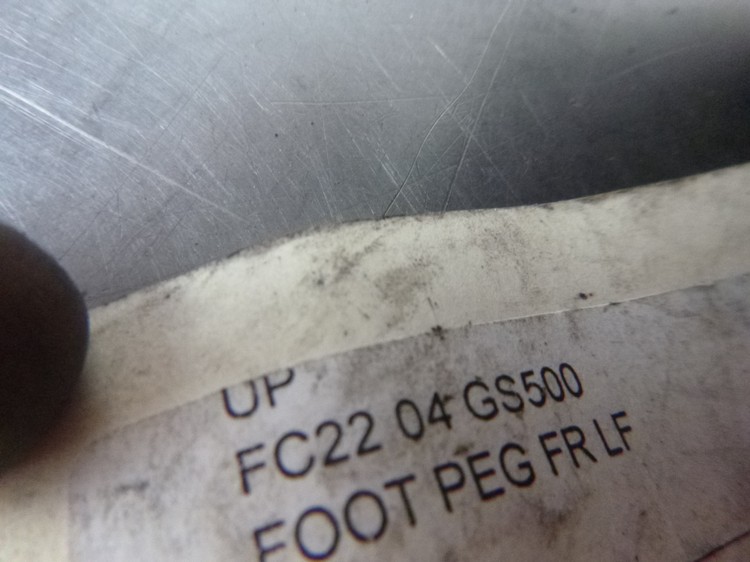 UP
FC22 04 GS500
FOOT PEG FR LF